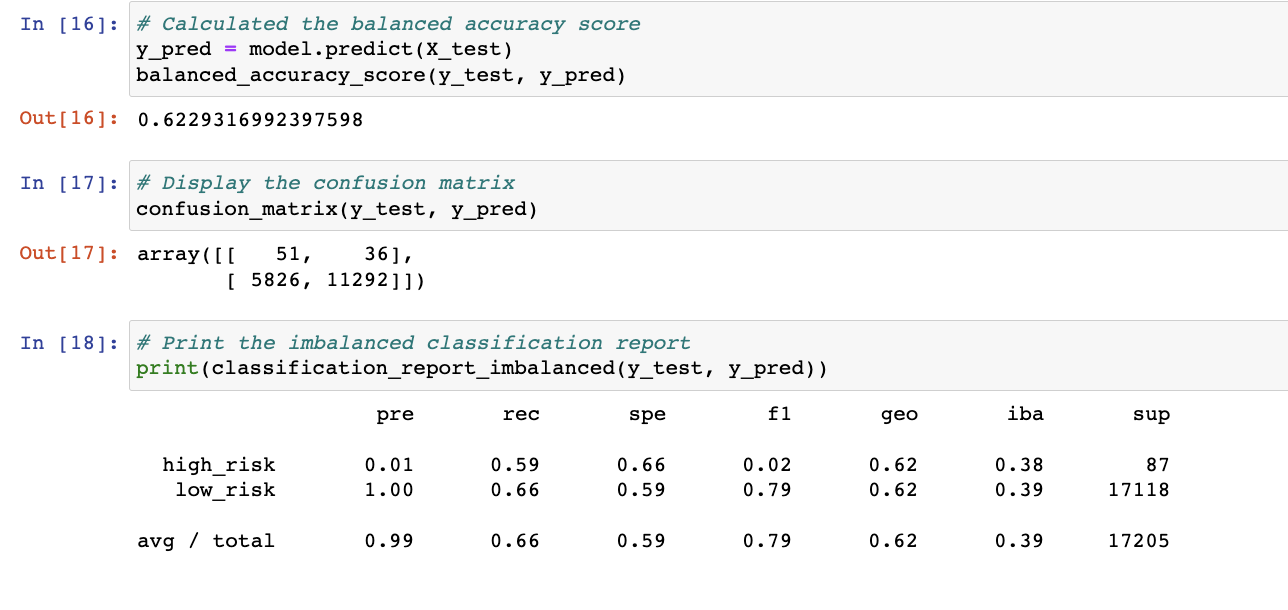 In [16]: # Calculated the balanced accuracy score
y_pred = model.predict(X_test)
balanced_accuracy_score(y_test, y_pred)
Out[16]: 0.6229316992397598
In [17]: # Display the confusion matrix
confusion_matrix(y_test, y_pred)
Out[17]: array([[   51,    36],
       [ 5826, 11292]])
In [18]: # Print the imbalanced classification report
print(classification_report_imbalanced(y_test, y_pred))
                   pre       rec       spe        f1       geo       iba       sup
  high_risk       0.01      0.59      0.66      0.02      0.62      0.38        87
   low_risk       1.00      0.66      0.59      0.79      0.62      0.39     17118
avg / total       0.99      0.66      0.59      0.79      0.62      0.39     17205